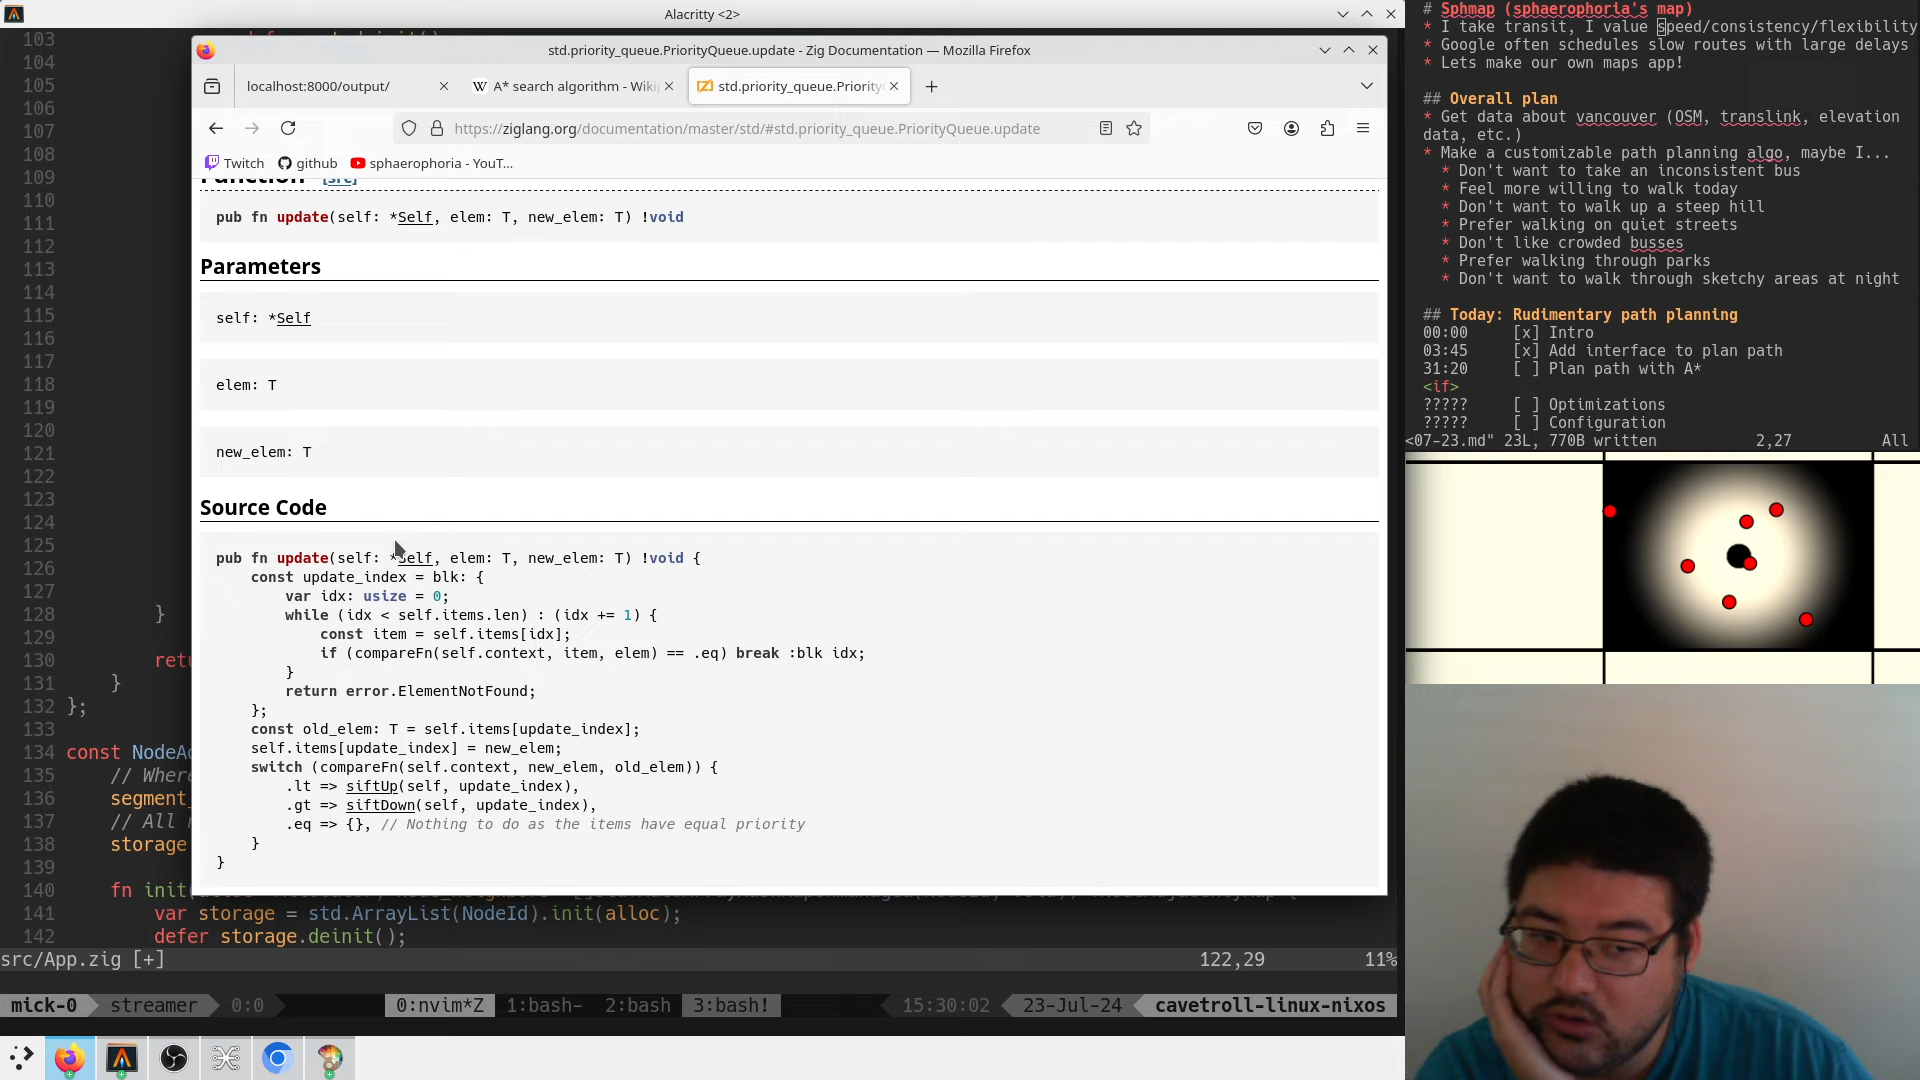 Alacritty <2>
std.priority_queue.PriorityQueue.update - Zig Documentation — Mozilla Firefox
localhost:8000/output/
A* search algorithm - Wiki
std.priority_queue.Priority
https://ziglang.org/documentation/master/std/#std.priority_queue.PriorityQueue.update
Twitch
github
sphaerophoria - YouT...
Function [src]
pub fn update(self: *Self, elem: T, new_elem: T) !void
Parameters
self: *Self
elem: T
new_elem: T
Source Code
pub fn update(self: *Self, elem: T, new_elem: T) !void {
const update_index = blk: {
var idx: usize = 0;
while (idx < self.items.len) : (idx += 1) {
const item = self.items[idx];
if (compareFn(self.context, item, elem) == .eq) break :blk idx;
}
return error.ElementNotFound;
};
const old_elem: T = self.items[update_index];
self.items[update_index] = new_elem;
switch (compareFn(self.context, new_elem, old_elem)) {
.lt => siftUp(self, update_index),
.gt => siftDown(self, update_index),
.eq => {}, // Nothing to do as the items have equal priority
}
}
103
104
105
106
107
108
109
110
111
112
113
114
115
116
117
118
119
120
121
122
123
124
125
126
127
128 }
129
130 retu
131 }
132 };
133
134 const NodeAd
135 // Where
136 segment_
137 // All n
138 storage
139
140 fn init(
141 var storage = std.ArrayList(NodeId).init(alloc);
142 defer storage.deinit();
src/App.zig [+] 122,29 11%
mick-0 streamer 0:0 0:nvim*Z 1:bash- 2:bash 3:bash! 15:30:02 23-Jul-24 cavetroll-linux-nixos
# Sphmap (sphaerophoria's map)
* I take transit, I value speed/consistency/flexibility
* Google often schedules slow routes with large delays
* Lets make our own maps app!
## Overall plan
* Get data about vancouver (OSM, translink, elevation
data, etc.)
* Make a customizable path planning algo, maybe I...
* Don't want to take an inconsistent bus
* Feel more willing to walk today
* Don't want to walk up a steep hill
* Prefer walking on quiet streets
* Don't like crowded busses
* Prefer walking through parks
* Don't want to walk through sketchy areas at night
## Today: Rudimentary path planning
00:00 [x] Intro
03:45 [x] Add interface to plan path
31:20 [ ] Plan path with A*
<if>
????? [ ] Optimizations
????? [ ] Configuration
<07-23.md" 23L, 770B written 2,27 All